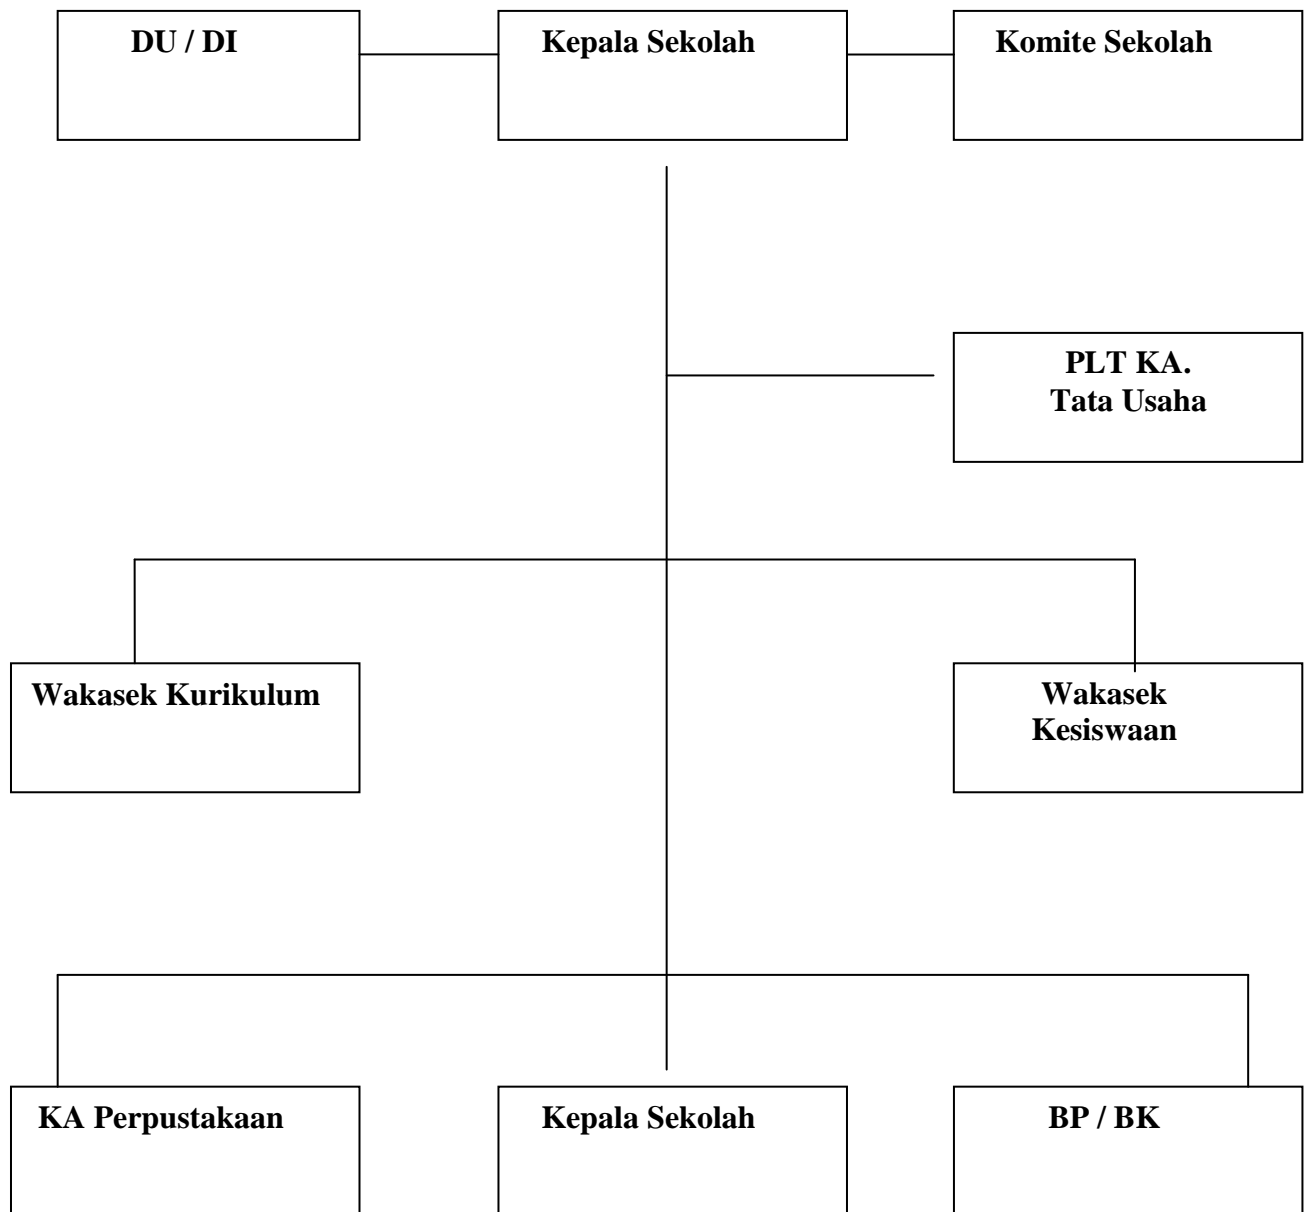 DU / DI
Kepala Sekolah
Komite Sekolah
PLT KA.
Tata Usaha
Wakasek Kurikulum
Wakasek
Kesiswaan
KA Perpustakaan
Kepala Sekolah
BP / BK